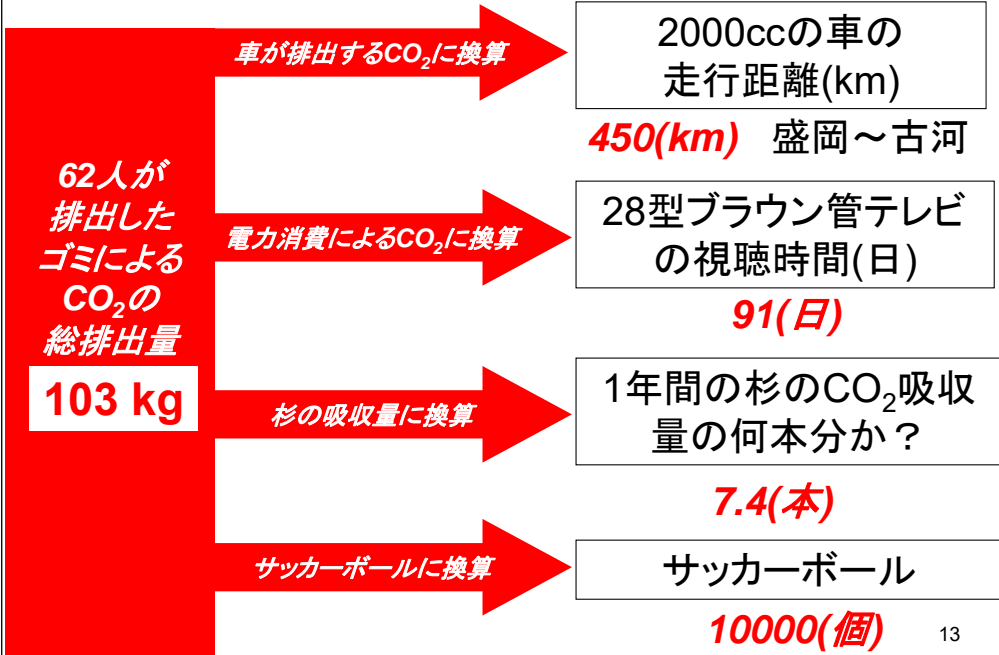 62人が
排出した
ゴミによる
CO₂の
総排出量
103 kg
車が排出するCO₂に換算
2000ccの車の
走行距離(km)
450(km) 盛岡～古河
電力消費によるCO₂に換算
28型ブラウン管テレビ
の視聴時間(日)
91(日)
杉の吸収量に換算
1年間の杉のCO₂吸収
量の何本分か？
7.4(本)
サッカーボールに換算
サッカーボール
10000(個)
13